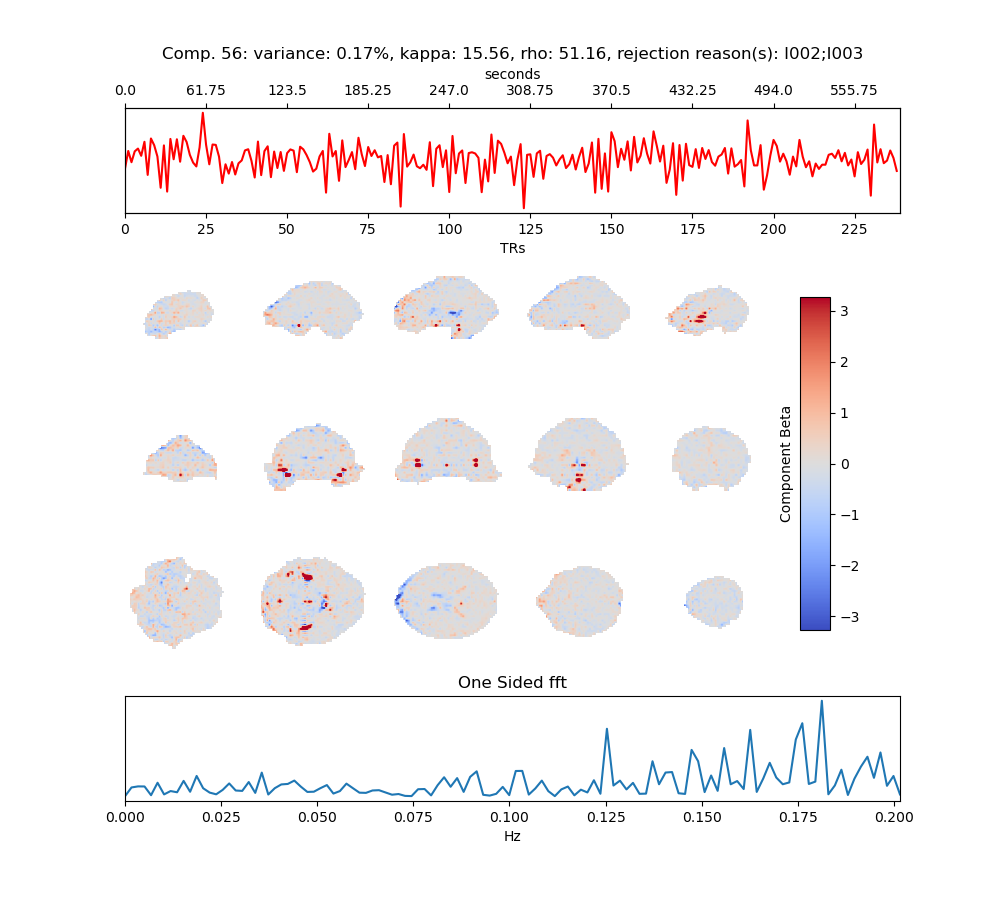 Comp. 56: variance: 0.17%, kappa: 15.56, rho: 51.16, rejection reason(s): I002;I003
seconds
0.0 61.75 123.5 185.25 247.0 308.75 370.5 432.25 494.0 555.75
0 25 50 75 100 125 150 175 200 225
TRs
3
2
1
0
−1
−2
−3
Component Beta
One Sided fft
0.000 0.025 0.050 0.075 0.100 0.125 0.150 0.175 0.200
Hz